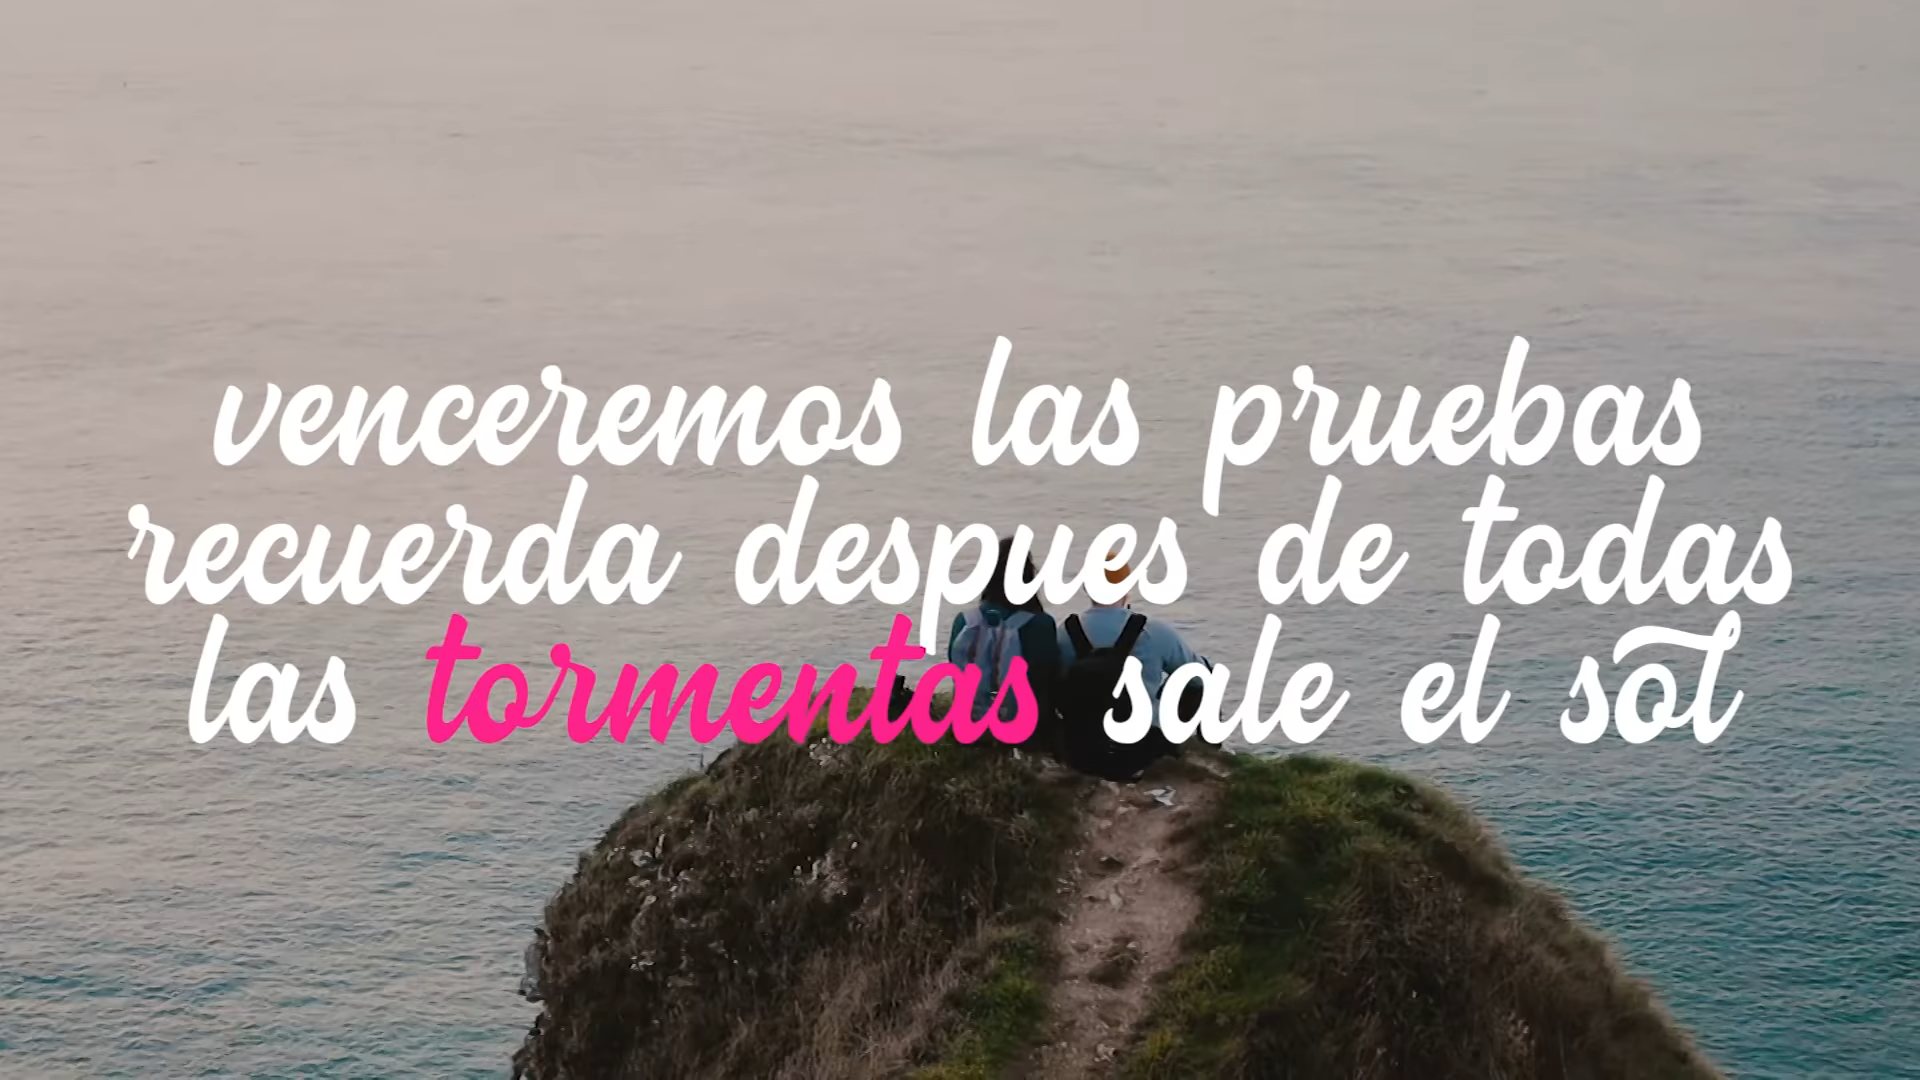 venceremos las pruebas
recuerda despues de todas
las tormentas sale el sol